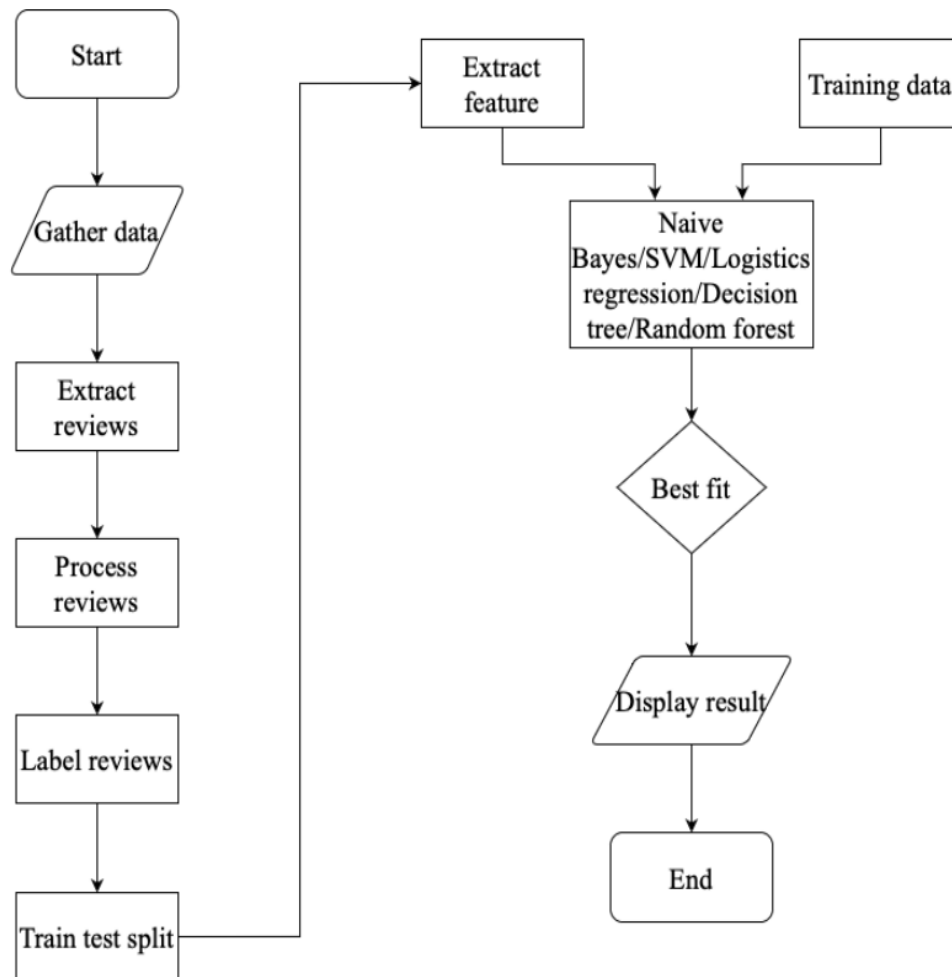 Start
Gather data
Extract
reviews
Process
reviews
Label reviews
Train test split
Extract
feature
Training data
Naive
Bayes/SVM/Logistics
regression/Decision
tree/Random forest
Best fit
Display result
End